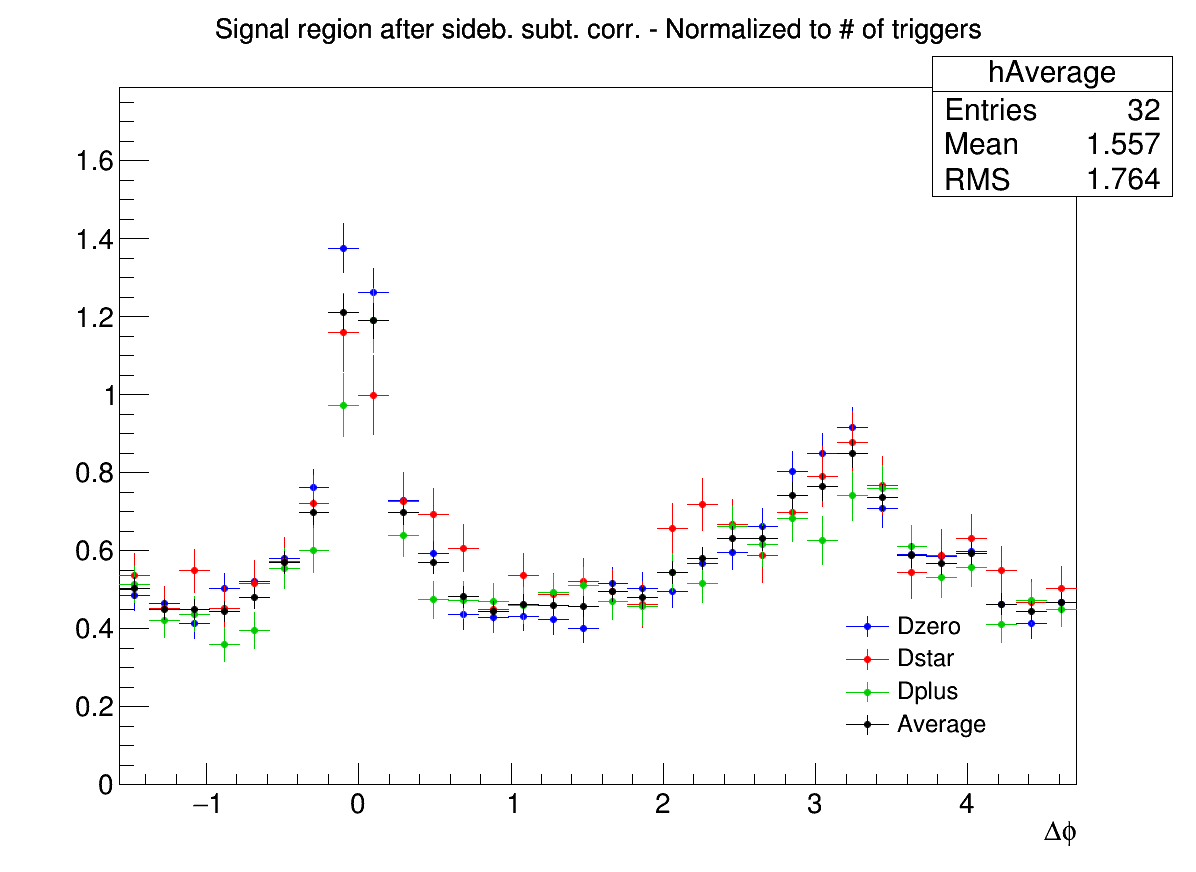 Signal region after sideb. subt. corr. - Normalized to # of triggers
hAverage
Entries 32
Mean 1.557
RMS 1.764
1.6
1.4
1.2
1
0.8
0.6
0.4
0.2
0
Dzero
Dstar
Dplus
Average
−1 0 1 2 3 4
Δϕ